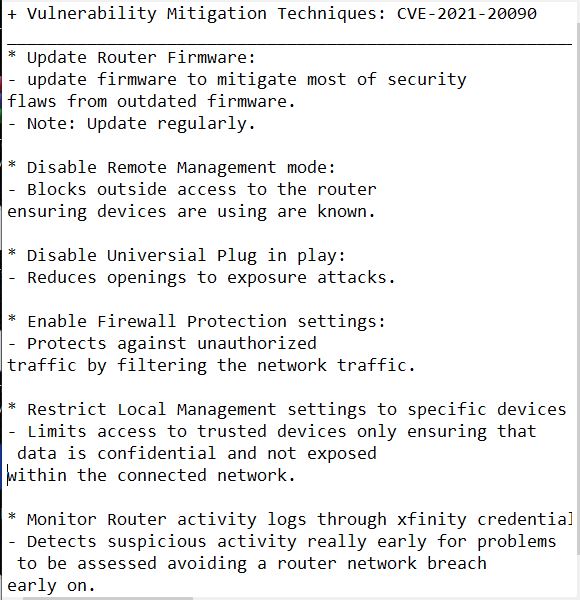 + Vulnerability Mitigation Techniques: CVE-2021-20090
* Update Router Firmware:
- update firmware to mitigate most of security
flaws from outdated firmware.
- Note: Update regularly.
* Disable Remote Management mode:
- Blocks outside access to the router
ensuring devices are using are known.
* Disable Universial Plug in play:
- Reduces openings to exposure attacks.
* Enable Firewall Protection settings:
- Protects against unauthorized
traffic by filtering the network traffic.
* Restrict Local Management settings to specific devices
- Limits access to trusted devices only ensuring that
data is confidential and not exposed
within the connected network.
* Monitor Router activity logs through xfinity credential
- Detects suspicious activity really early for problems
to be assessed avoiding a router network breach
early on.